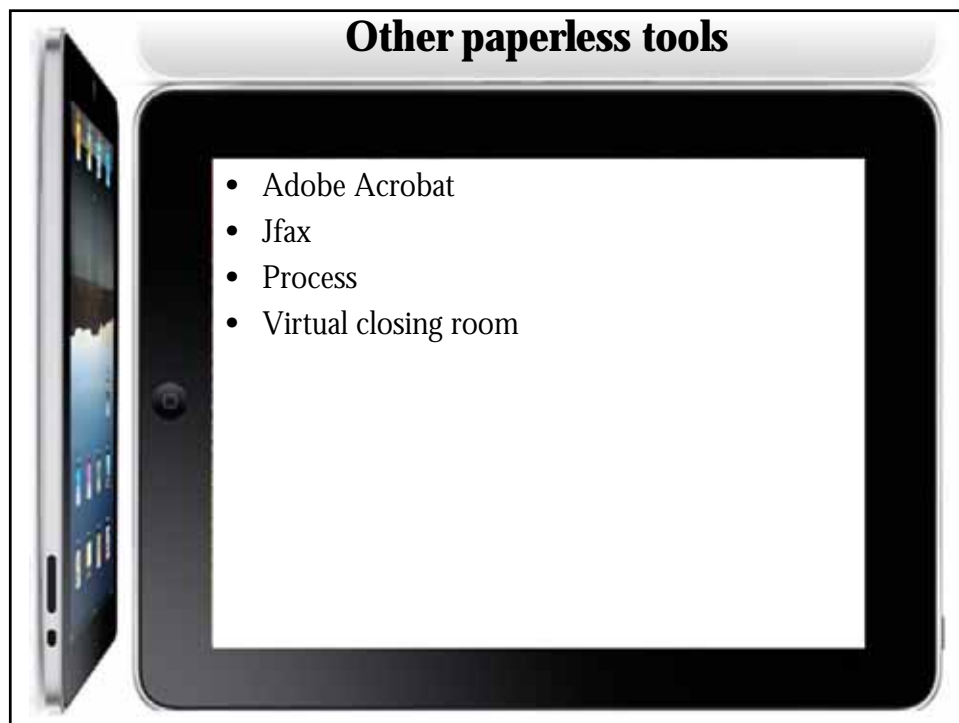 Other paperless tools
• Adobe Acrobat
• Jfax
• Process
• Virtual closing room